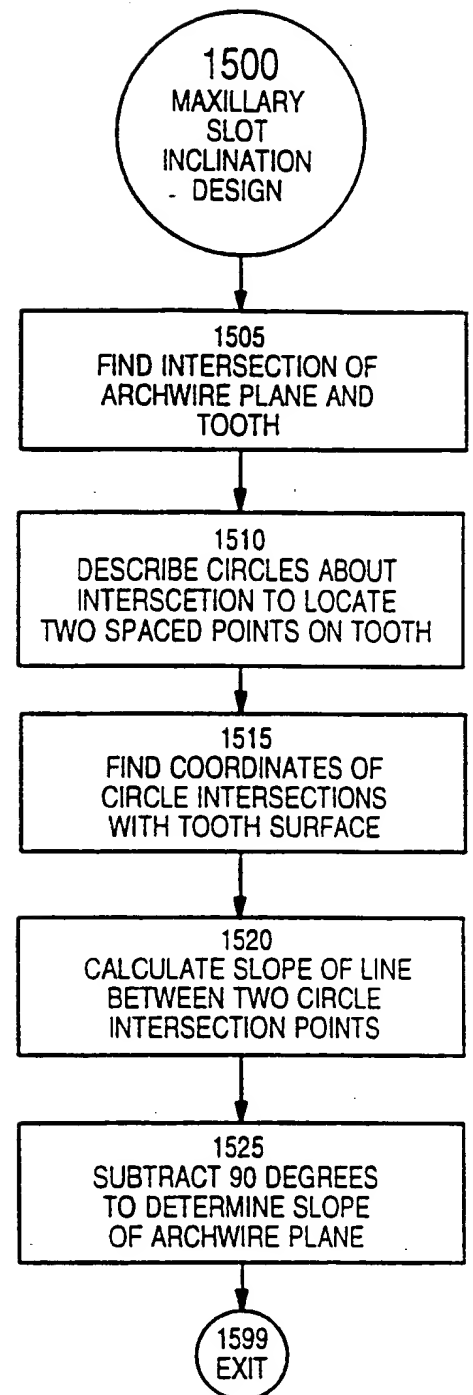 1500
MAXILLARY
SLOT
INCLINATION
DESIGN
1505
FIND INTERSECTION OF
ARCHWIRE PLANE AND
TOOTH
1510
DESCRIBE CIRCLES ABOUT
INTERSCETION TO LOCATE
TWO SPACED POINTS ON TOOTH
1515
FIND COORDINATES OF
CIRCLE INTERSECTIONS
WITH TOOTH SURFACE
1520
CALCULATE SLOPE OF LINE
BETWEEN TWO CIRCLE
INTERSECTION POINTS
1525
SUBTRACT 90 DEGREES
TO DETERMINE SLOPE
OF ARCHWIRE PLANE
1599
EXIT